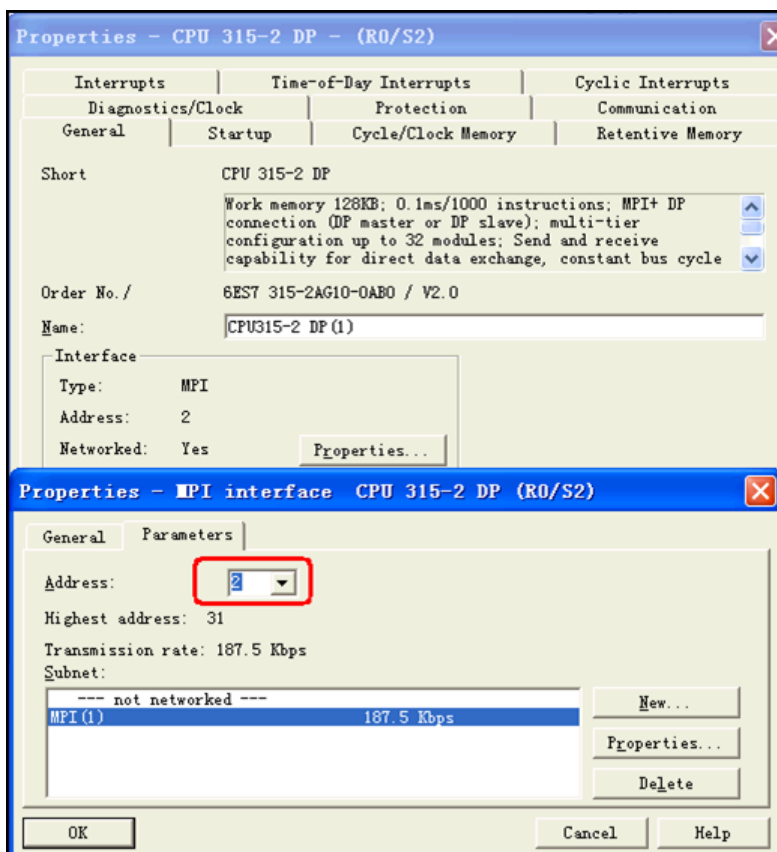 Properties - CPU 315-2 DP - (R0/S2)
Interrupts Time-of-Day Interrupts Cyclic Interrupts
Diagnostics/Clock Protection Communication
General Startup Cycle/Clock Memory Retentive Memory
Short CPU 315-2 DP
Work memory 128KB; 0.1ms/1000 instructions; MPI+ DP
connection (DP master or DP slave); multi-tier
configuration up to 32 modules; Send and receive
capability for direct data exchange, constant bus cycle
Order No./ 6ES7 315-2AG10-0AB0 / V2.0
Name: CPU315-2 DP(1)
Interface
Type: MPI
Address: 2
Networked: Yes Properties...
Properties - MPI interface CPU 315-2 DP (R0/S2)
General Parameters
Address: 2
Highest address: 31
Transmission rate: 187.5 Kbps
Subnet:
--- not networked --- New...
MPI(1) 187.5 Kbps
Properties...
Delete
OK Cancel Help